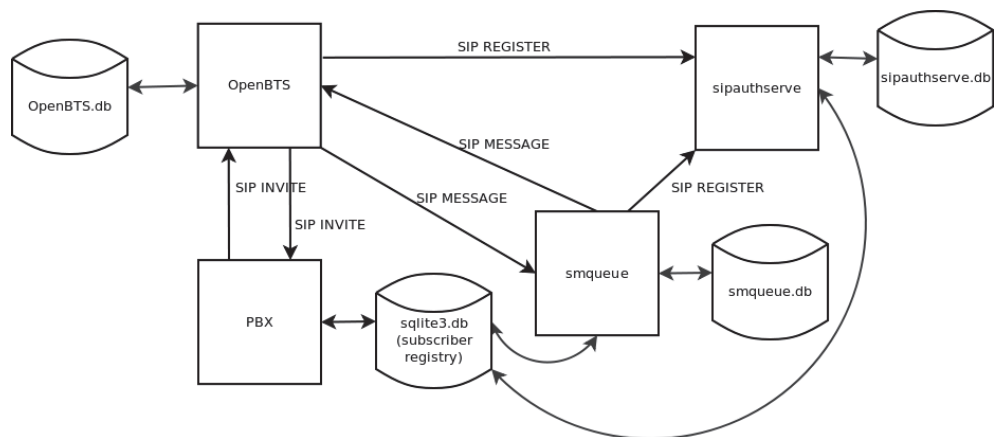 SIP REGISTER
OpenBTS
OpenBTS.db
sipauthserve
sipauthserve.db
SIP MESSAGE
SIP INVITE
SIP MESSAGE
SIP REGISTER
SIP INVITE
smqueue
smqueue.db
PBX
sqlite3.db
(subscriber
registry)